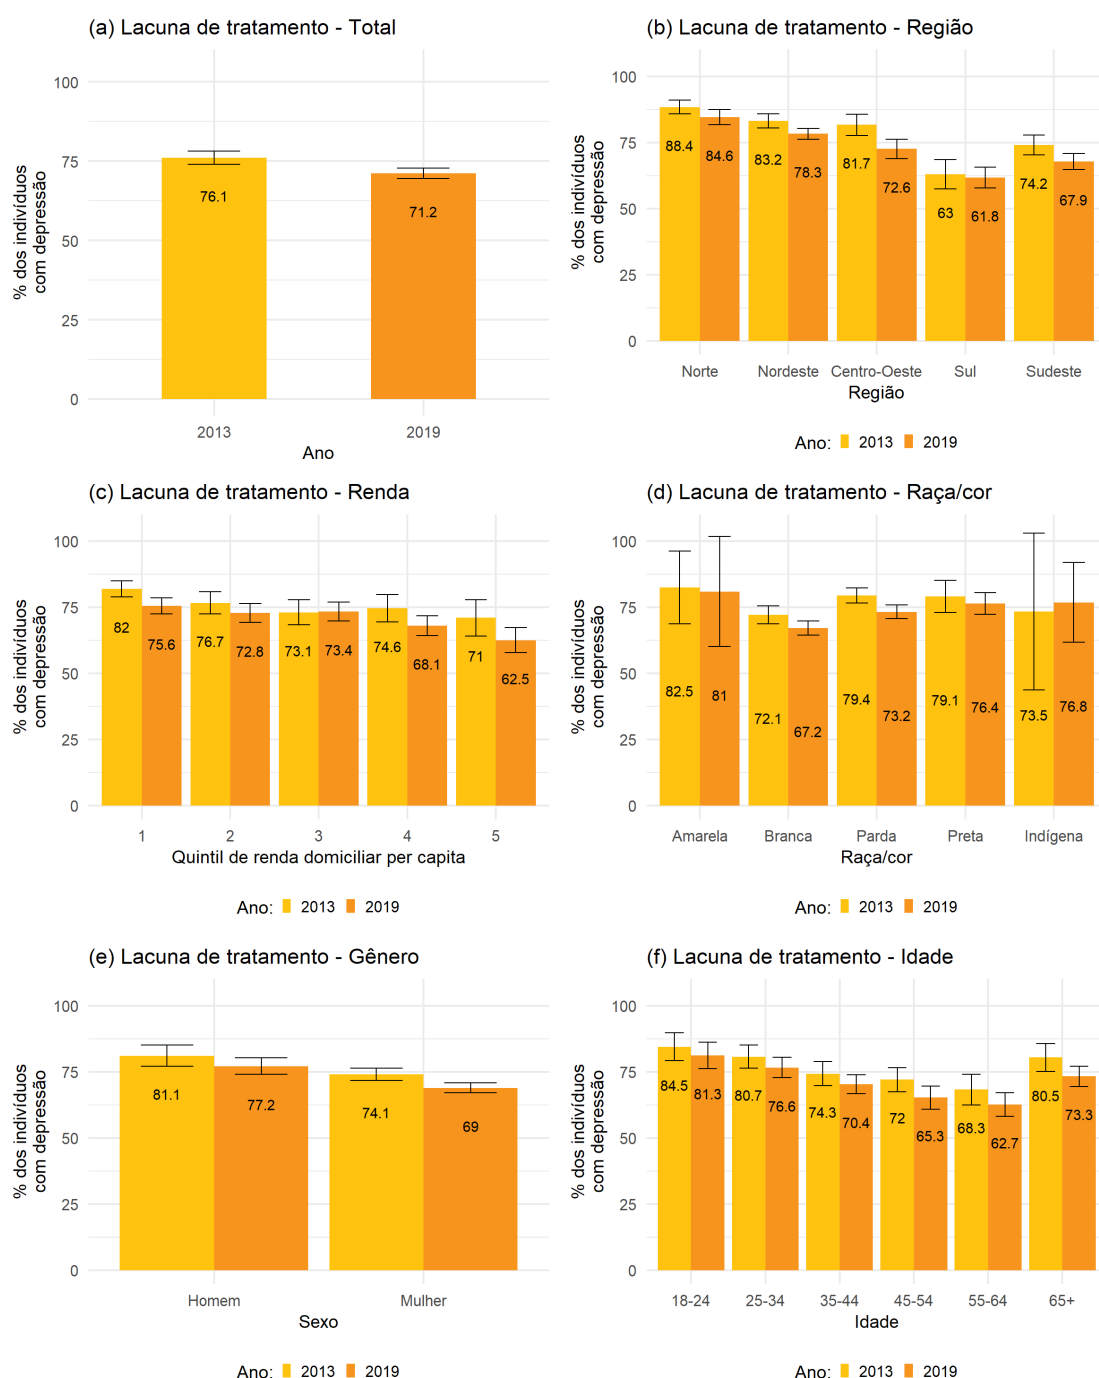 (a) Lacuna de tratamento - Total
% dos indivíduos
com depressão
100
75
50
25
0
76.1
71.2
2013
2019
Ano
(b) Lacuna de tratamento - Região
% dos indivíduos
com depressão
100
75
50
25
0
88.4
84.6
83.2
78.3
81.7
72.6
63
61.8
74.2
67.9
Norte
Nordeste
Centro-Oeste
Sul
Sudeste
Região
Ano: 2013 2019
(c) Lacuna de tratamento - Renda
% dos indivíduos
com depressão
100
75
50
25
0
82
75.6
76.7
72.8
73.1
73.4
74.6
68.1
71
62.5
1
2
3
4
5
Quintil de renda domiciliar per capita
Ano: 2013 2019
(d) Lacuna de tratamento - Raça/cor
% dos indivíduos
com depressão
100
75
50
25
0
82.5
81
72.1
67.2
79.4
73.2
79.1
76.4
73.5
76.8
Amarela
Branca
Parda
Preta
Indígena
Raça/cor
Ano: 2013 2019
(e) Lacuna de tratamento - Gênero
% dos indivíduos
com depressão
100
75
50
25
0
81.1
77.2
74.1
69
Homem
Mulher
Sexo
Ano: 2013 2019
(f) Lacuna de tratamento - Idade
% dos indivíduos
com depressão
100
75
50
25
0
84.5
81.3
80.7
76.6
74.3
70.4
72
65.3
68.3
62.7
80.5
73.3
18-24
25-34
35-44
45-54
55-64
65+
Idade
Ano: 2013 2019